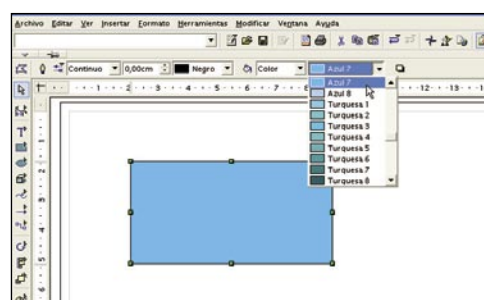 Archivo Editar Ver Insertar Formato Herramientas Modificar Ventana Ayuda
Continuo 0,00cm Negro Color Azul 7
Azul 7
Azul 8
Turquesa 1
Turquesa 2
Turquesa 3
Turquesa 4
Turquesa 5
Turquesa 6
Turquesa 7
Turquesa 8